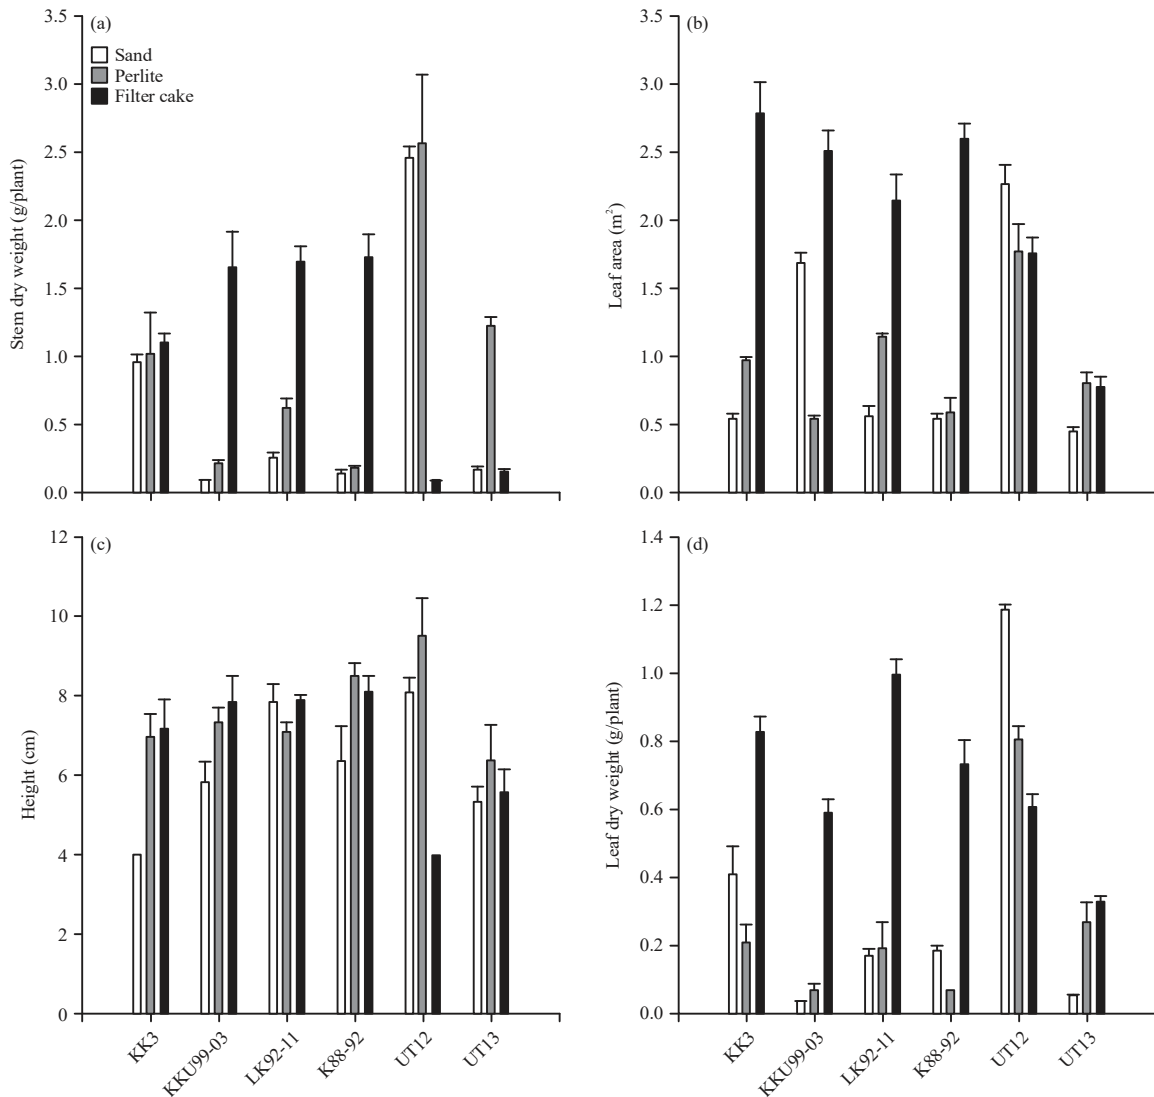 (a)
Sand
Perlite
Filter cake
Stem dry weight (g/plant)
3.5
3.0
2.5
2.0
1.5
1.0
0.5
0.0
(b)
Leaf area (m²)
3.5
3.0
2.5
2.0
1.5
1.0
0.5
0.0
(c)
Height (cm)
12
10
8
6
4
2
0
KK3
KKU99-03
LK92-11
K88-92
UT12
UT13
(d)
Leaf dry weight (g/plant)
1.4
1.2
1.0
0.8
0.6
0.4
0.2
0.0
KK3
KKU99-03
LK92-11
K88-92
UT12
UT13